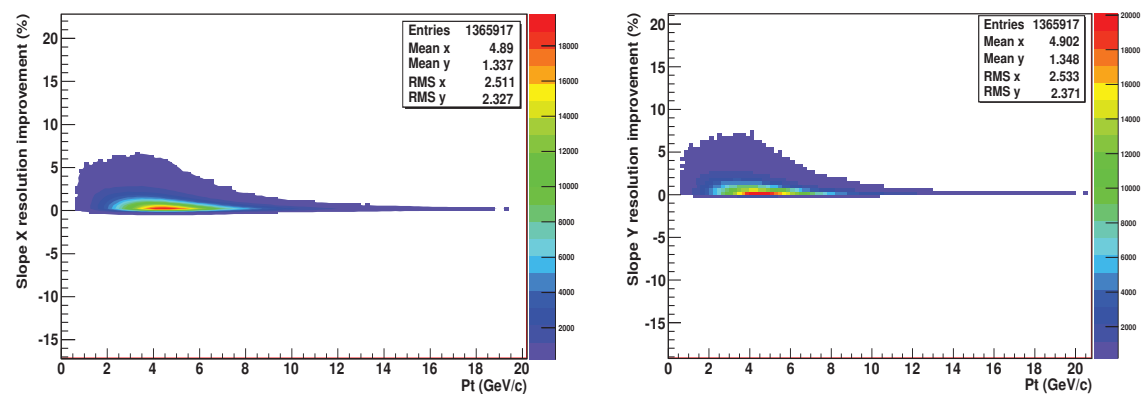 Slope X resolution improvement (%)
20
15
10
5
0
-5
-10
-15
0 2 4 6 8 10 12 14 16 18 20
Pt (GeV/c)
Entries 1365917
Mean x 4.89
Mean y 1.337
RMS x 2.511
RMS y 2.327
18000
16000
14000
12000
10000
8000
6000
4000
2000
Slope Y resolution improvement (%)
20
15
10
5
0
-5
-10
-15
0 2 4 6 8 10 12 14 16 18 20
Pt (GeV/c)
Entries 1365917
Mean x 4.902
Mean y 1.348
RMS x 2.533
RMS y 2.371
20000
18000
16000
14000
12000
10000
8000
6000
4000
2000